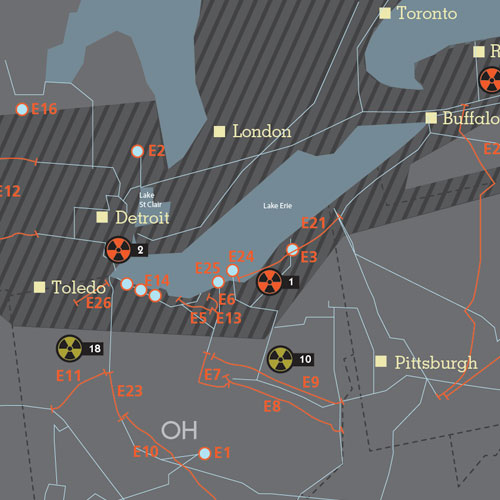 Toronto
R
E16
London
Buffalo
E2
E2
E12
Lake
St Clair
Lake Erie
Detroit
E21
2
E24
E3
Toledo
E14
E25
1
E26
E6
E5
E13
18
10
Pittsburgh
E11
E7
E9
E23
E8
OH
E10
E1